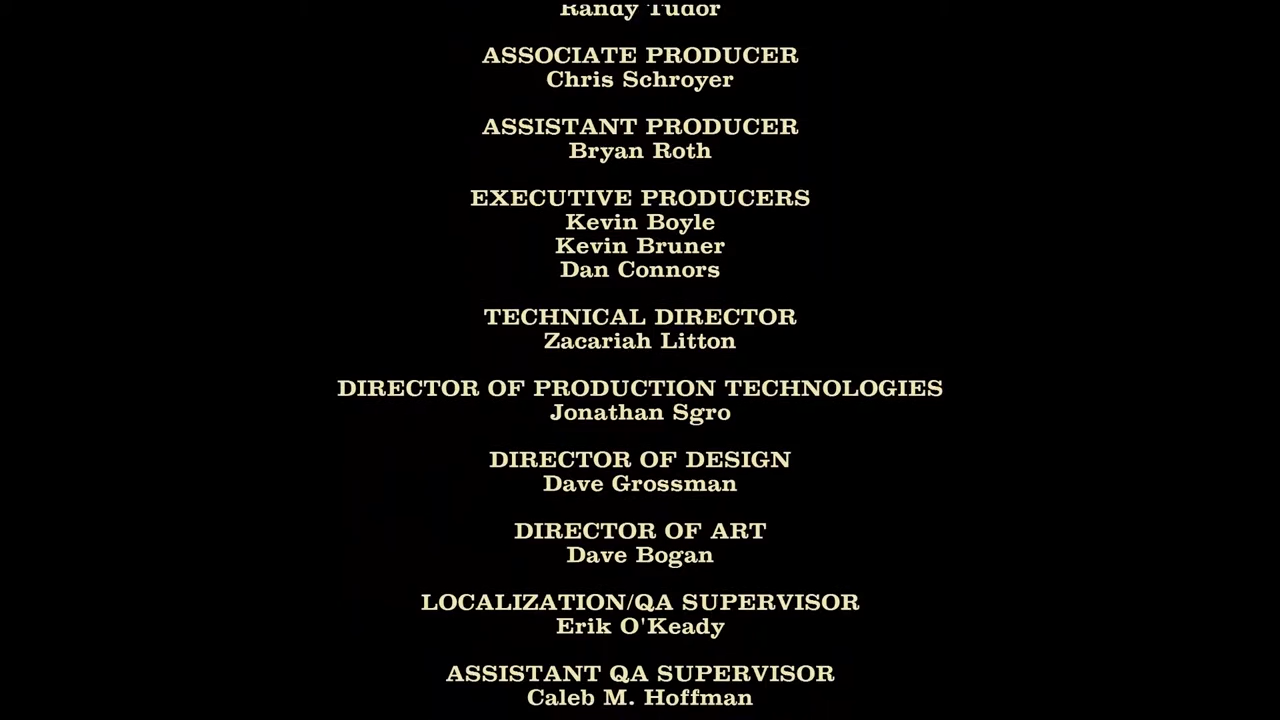 Randy Tudor
ASSOCIATE PRODUCER
Chris Schroyer
ASSISTANT PRODUCER
Bryan Roth
EXECUTIVE PRODUCERS
Kevin Boyle
Kevin Bruner
Dan Connors
TECHNICAL DIRECTOR
Zacariah Litton
DIRECTOR OF PRODUCTION TECHNOLOGIES
Jonathan Sgro
DIRECTOR OF DESIGN
Dave Grossman
DIRECTOR OF ART
Dave Bogan
LOCALIZATION/QA SUPERVISOR
Erik O'Keady
ASSISTANT QA SUPERVISOR
Caleb M. Hoffman